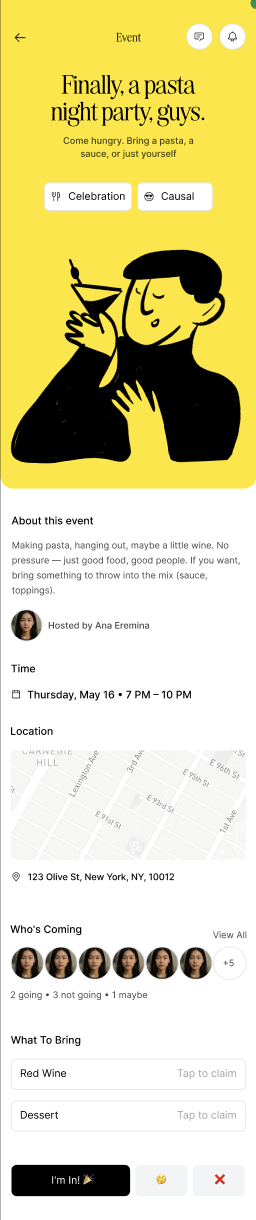 Event
Finally, a pasta
night party, guys.
Come hungry. Bring a pasta, a
sauce, or just yourself
Celebration
Causal
About this event
Making pasta, hanging out, maybe a little wine. No
pressure — just good food, good people. If you want,
bring something to throw into the mix (sauce,
toppings).
Hosted by Ana Eremina
Time
Thursday, May 16 • 7 PM – 10 PM
Location
CARNEGIE
HILL
Lexington Ave
3rd Ave
E 96th St
E 95th St
E 93rd St
E 91st St
1st Ave
123 Olive St, New York, NY, 10012
Who's Coming
View All
+5
2 going • 3 not going • 1 maybe
What To Bring
Red Wine Tap to claim
Dessert Tap to claim
I'm In! 🎉 🤔 ❌